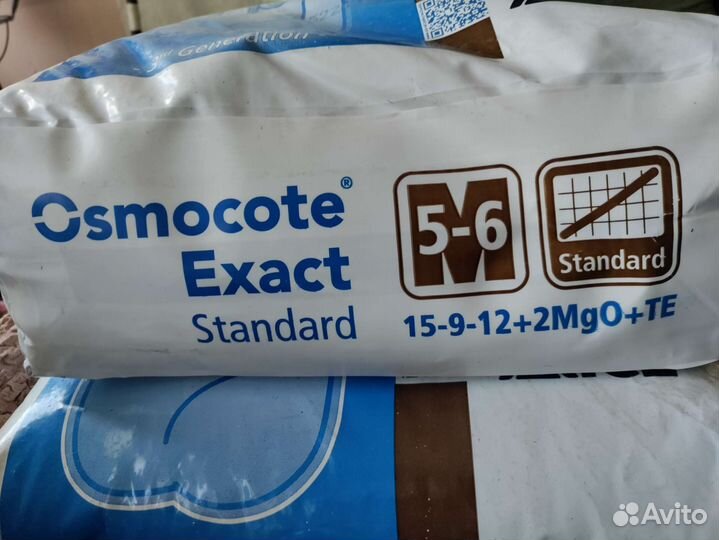 Generation
Osmocote®
Exact
Standard
M
5-6
Standard
15-9-12+2MgO+TE
Avito